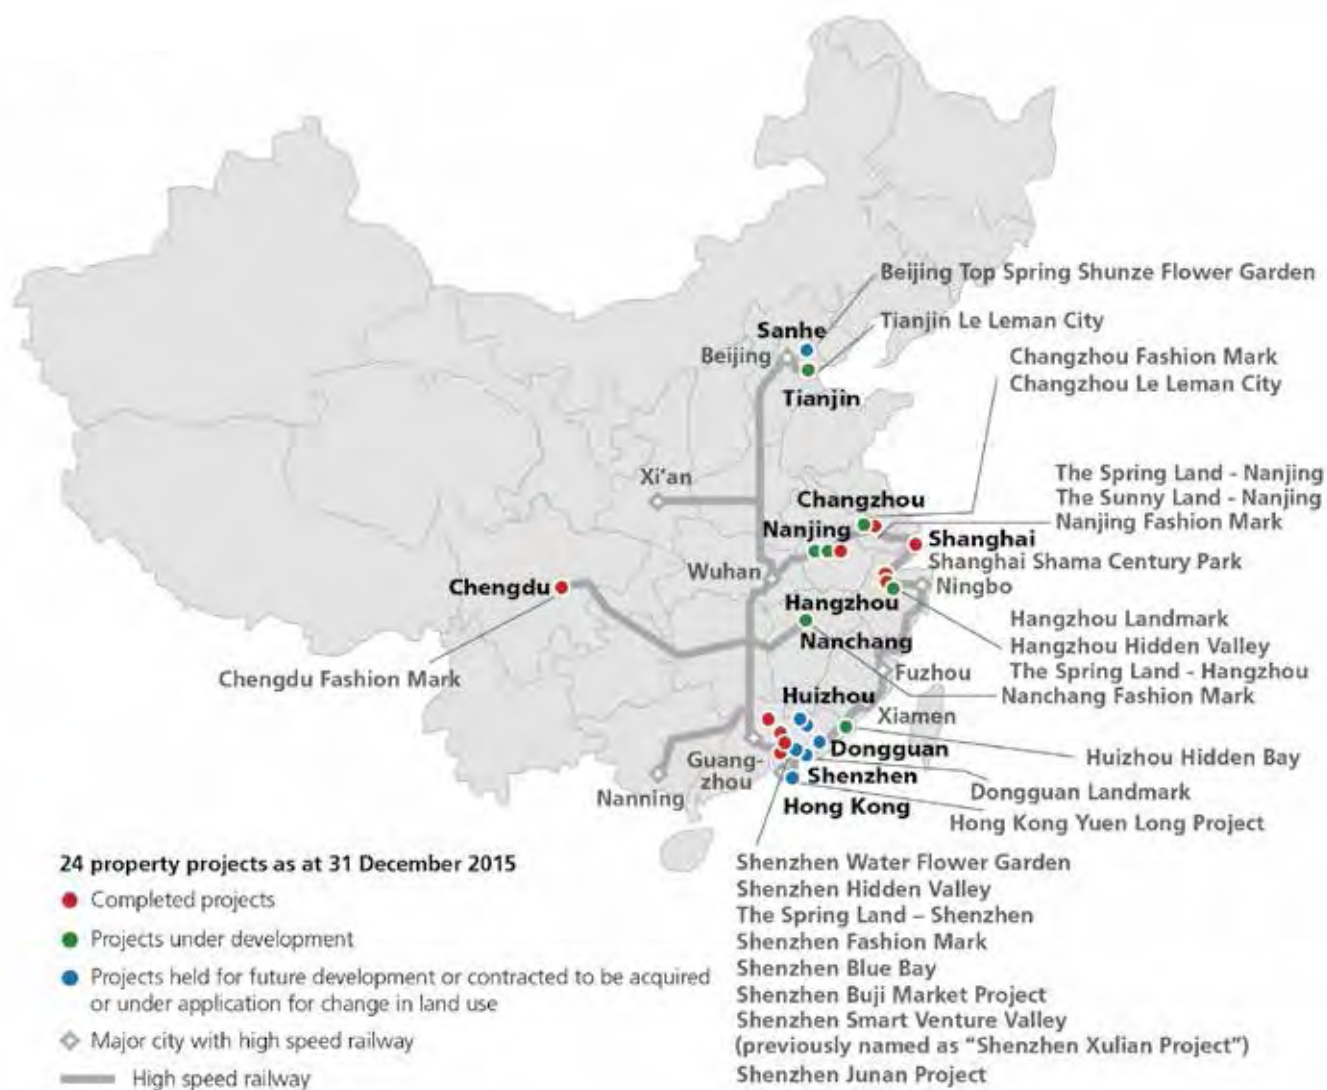 Beijing Top Spring Shunze Flower Garden
Sanhe
Tianjin Le Leman City
Beijing
Changzhou Fashion Mark
Changzhou Le Leman City
Tianjin
Xi'an
The Spring Land - Nanjing
The Sunny Land - Nanjing
Nanjing Fashion Mark
Changzhou
Nanjing
Shanghai
Shanghai Shama Century Park
Wuhan
Ningbo
Chengdu
Hangzhou
Hangzhou Landmark
Hangzhou Hidden Valley
The Spring Land - Hangzhou
Nanchang
Nanchang Fashion Mark
Chengdu Fashion Mark
Fuzhou
Huizhou
Xiamen
Dongguan
Huizhou Hidden Bay
Guang-
zhou
Shenzhen
Nanning
Dongguan Landmark
Hong Kong
Hong Kong Yuen Long Project
24 property projects as at 31 December 2015
Completed projects
Projects under development
Projects held for future development or contracted to be acquired
or under application for change in land use
Major city with high speed railway
High speed railway
Shenzhen Water Flower Garden
Shenzhen Hidden Valley
The Spring Land – Shenzhen
Shenzhen Fashion Mark
Shenzhen Blue Bay
Shenzhen Buji Market Project
Shenzhen Smart Venture Valley
(previously named as “Shenzhen Xulian Project”)
Shenzhen Junan Project